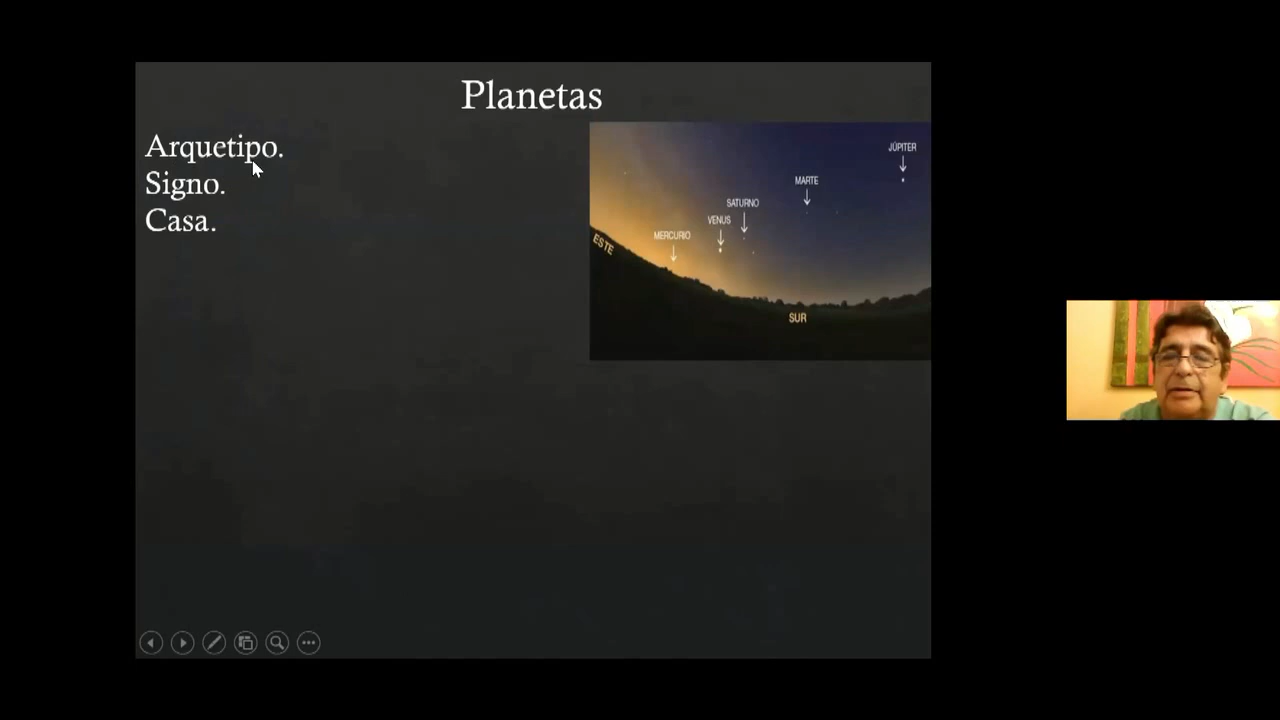 Planetas
Arquetipo.
Signo.
Casa.
JÚPITER
MARTE
SATURNO
VENUS
MERCURIO
ESTE
SUR